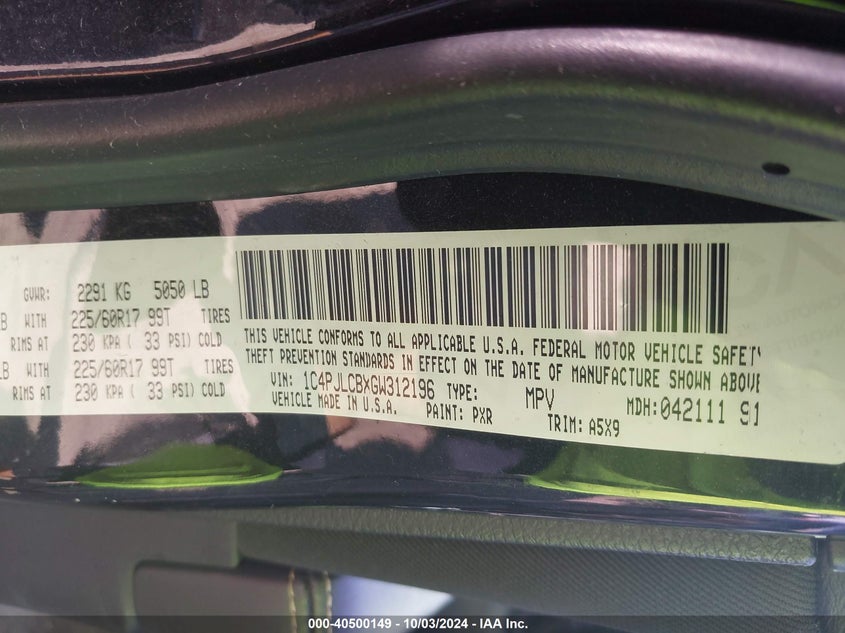 GVWR: 2291 KG 5050 LB
LB WITH 225/60R17 99T TIRES
RIMS AT 230 KPA ( 33 PSI) COLD
LB WITH 225/60R17 99T TIRES
RIMS AT 230 KPA ( 33 PSI) COLD
THIS VEHICLE CONFORMS TO ALL APPLICABLE U.S.A. FEDERAL MOTOR VEHICLE SAFETY
THEFT PREVENTION STANDARDS IN EFFECT ON THE DATE OF MANUFACTURE SHOWN ABOVE
VIN: 1C4PJLCBXGW312196 TYPE: MPV MDH:042111 91
VEHICLE MADE IN U.S.A. PAINT: PXR TRIM: A5X9
000-40500149 - 10/03/2024 - IAA Inc.